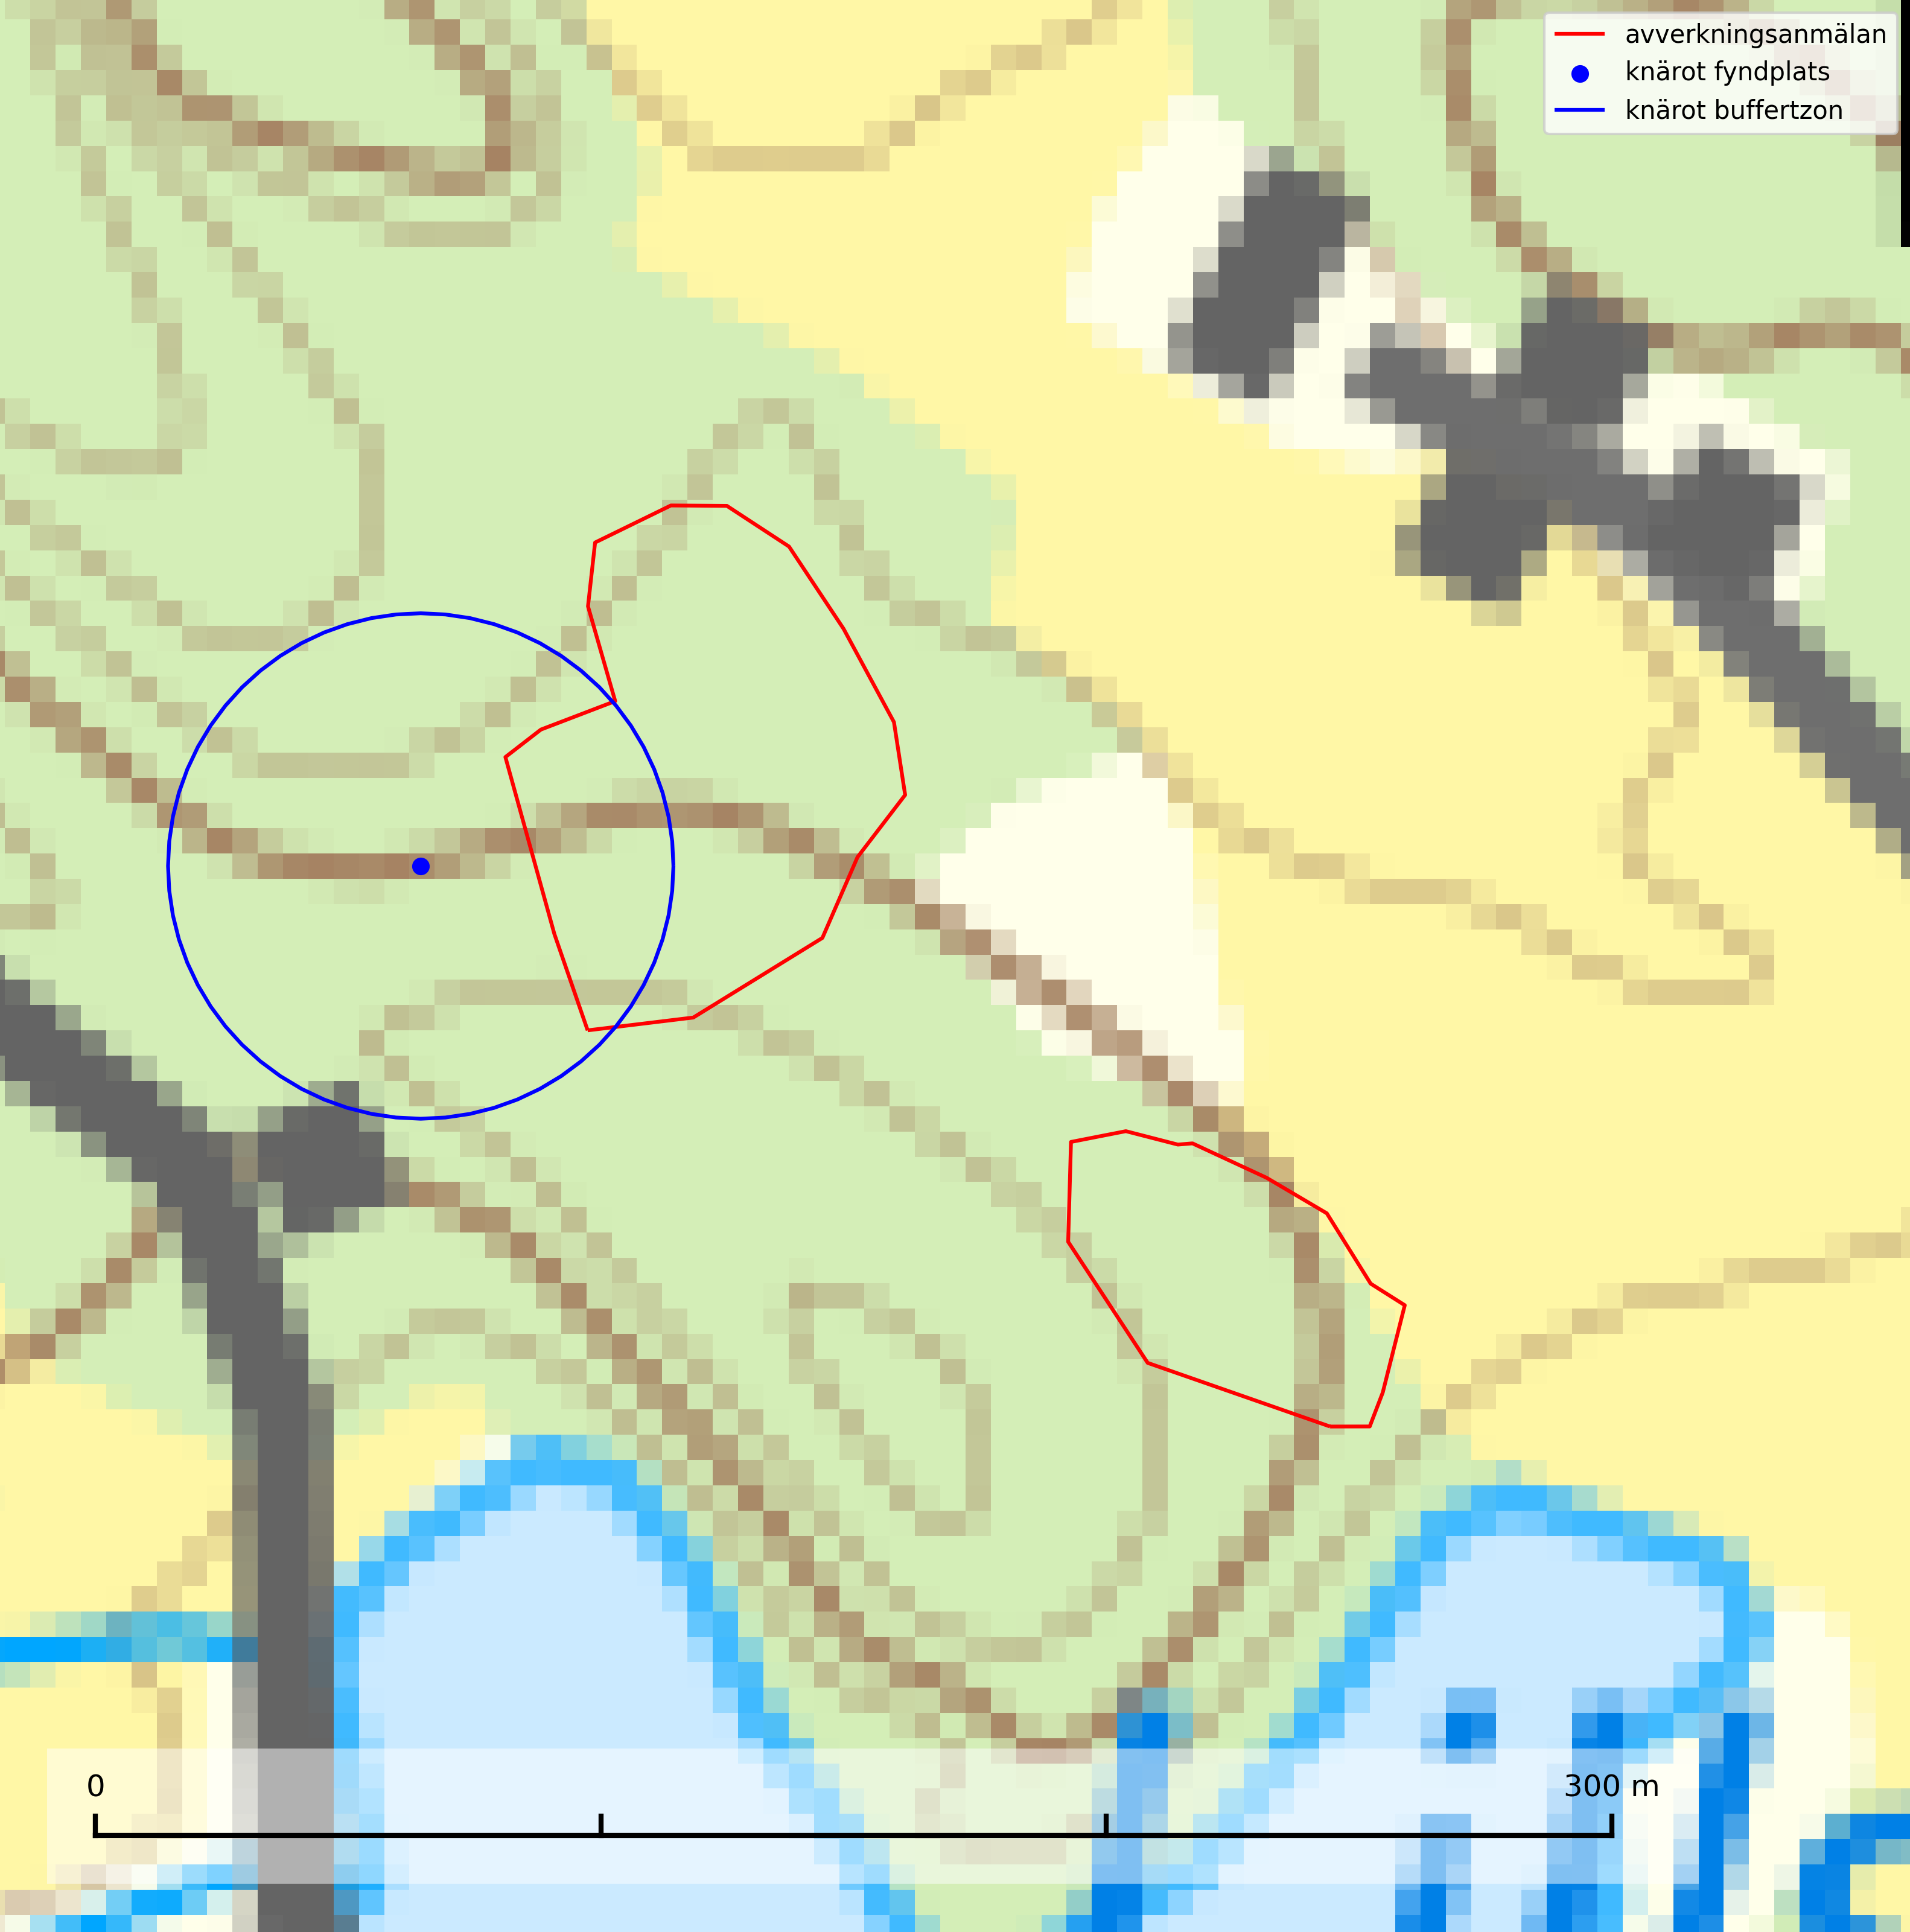 avverkningsanmälan
knärot fyndplats
knärot buffertzon
0 300 m